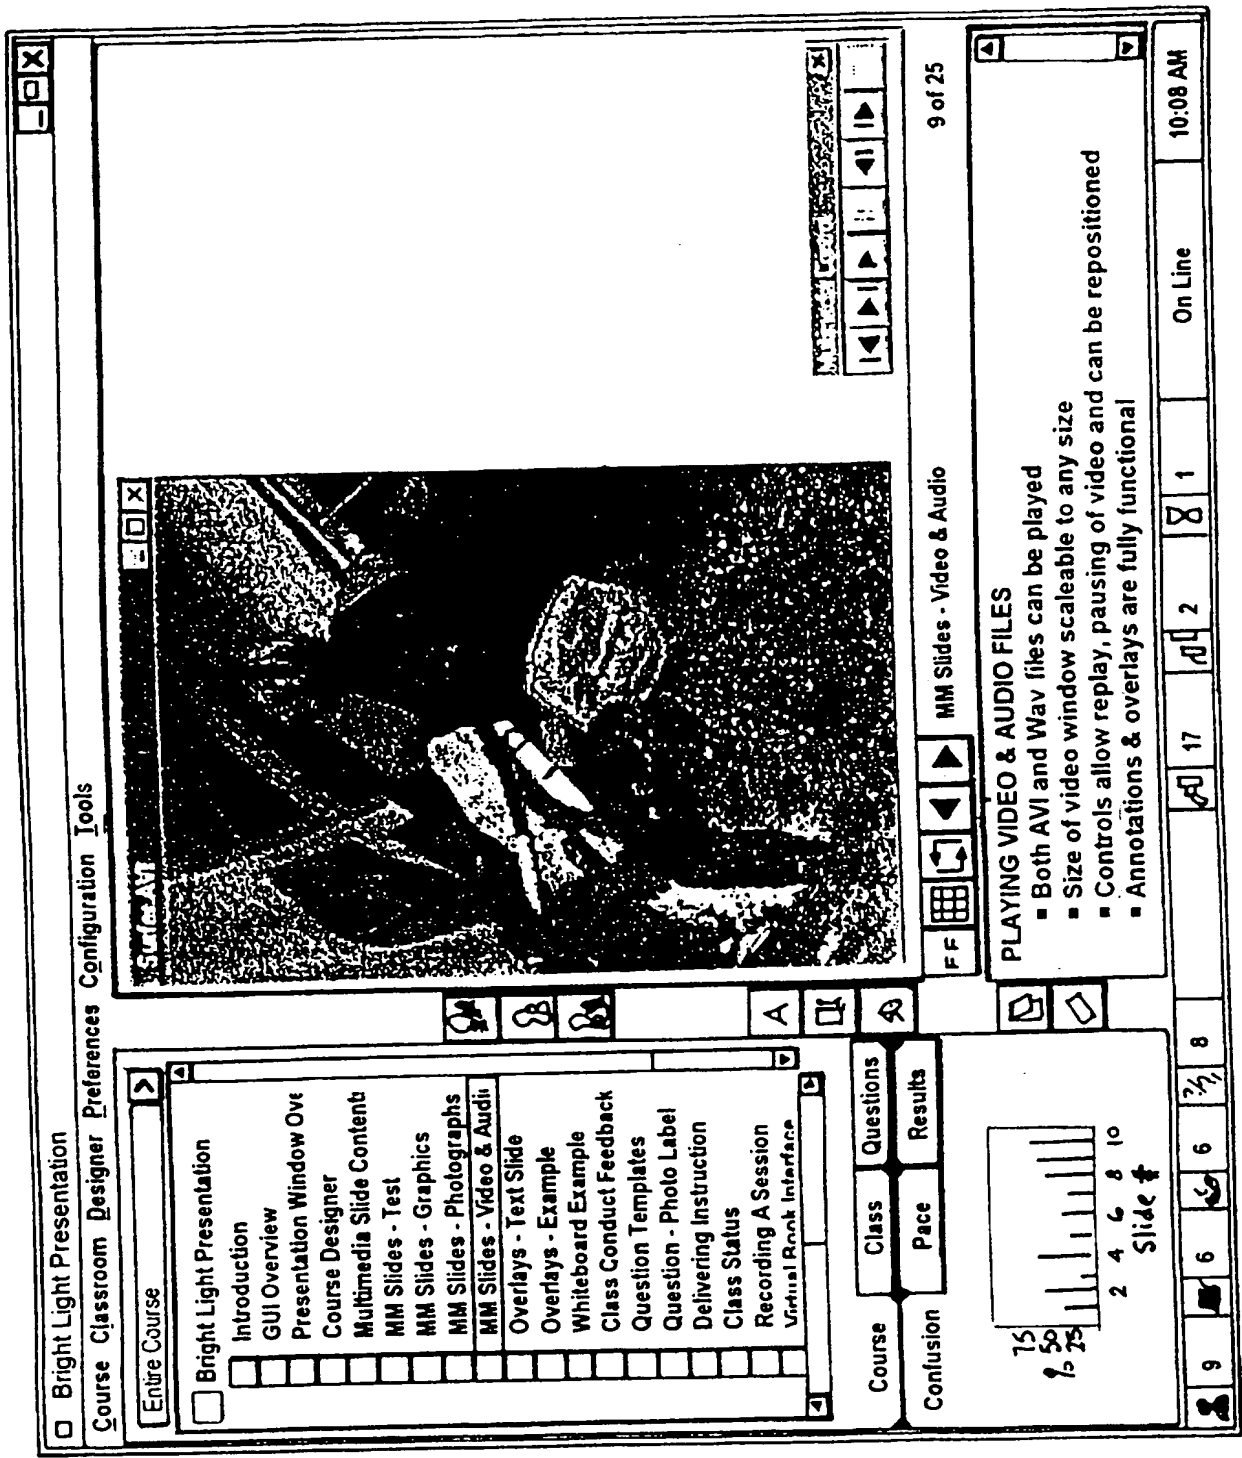 Bright Light Presentation
Course Classroom Designer Preferences Configuration Tools
Entire Course
Bright Light Presentation
Introduction
GUI Overview
Presentation Window Ove
Course Designer
Multimedia Slide Content
MM Slides - Test
MM Slides - Graphics
MM Slides - Photographs
MM Slides - Video & Audi
Overlays - Text Slide
Overlays - Example
Whiteboard Example
Class Conduct Feedback
Question Templates
Question - Photo Label
Delivering Instruction
Class Status
Recording A Session
Virtual Book Interface
Course Class Questions
Confusion Pace Results
75
% 50
25
2 4 6 8 10
Slide #
A
FF
MM Slides - Video & Audio
9 of 25
PLAYING VIDEO & AUDIO FILES
▪ Both AVI and Wav files can be played
▪ Size of video window scaleable to any size
▪ Controls allow replay, pausing of video and can be repositioned
▪ Annotations & overlays are fully functional
9 6 6 8 17 2 1 On Line 10:08 AM